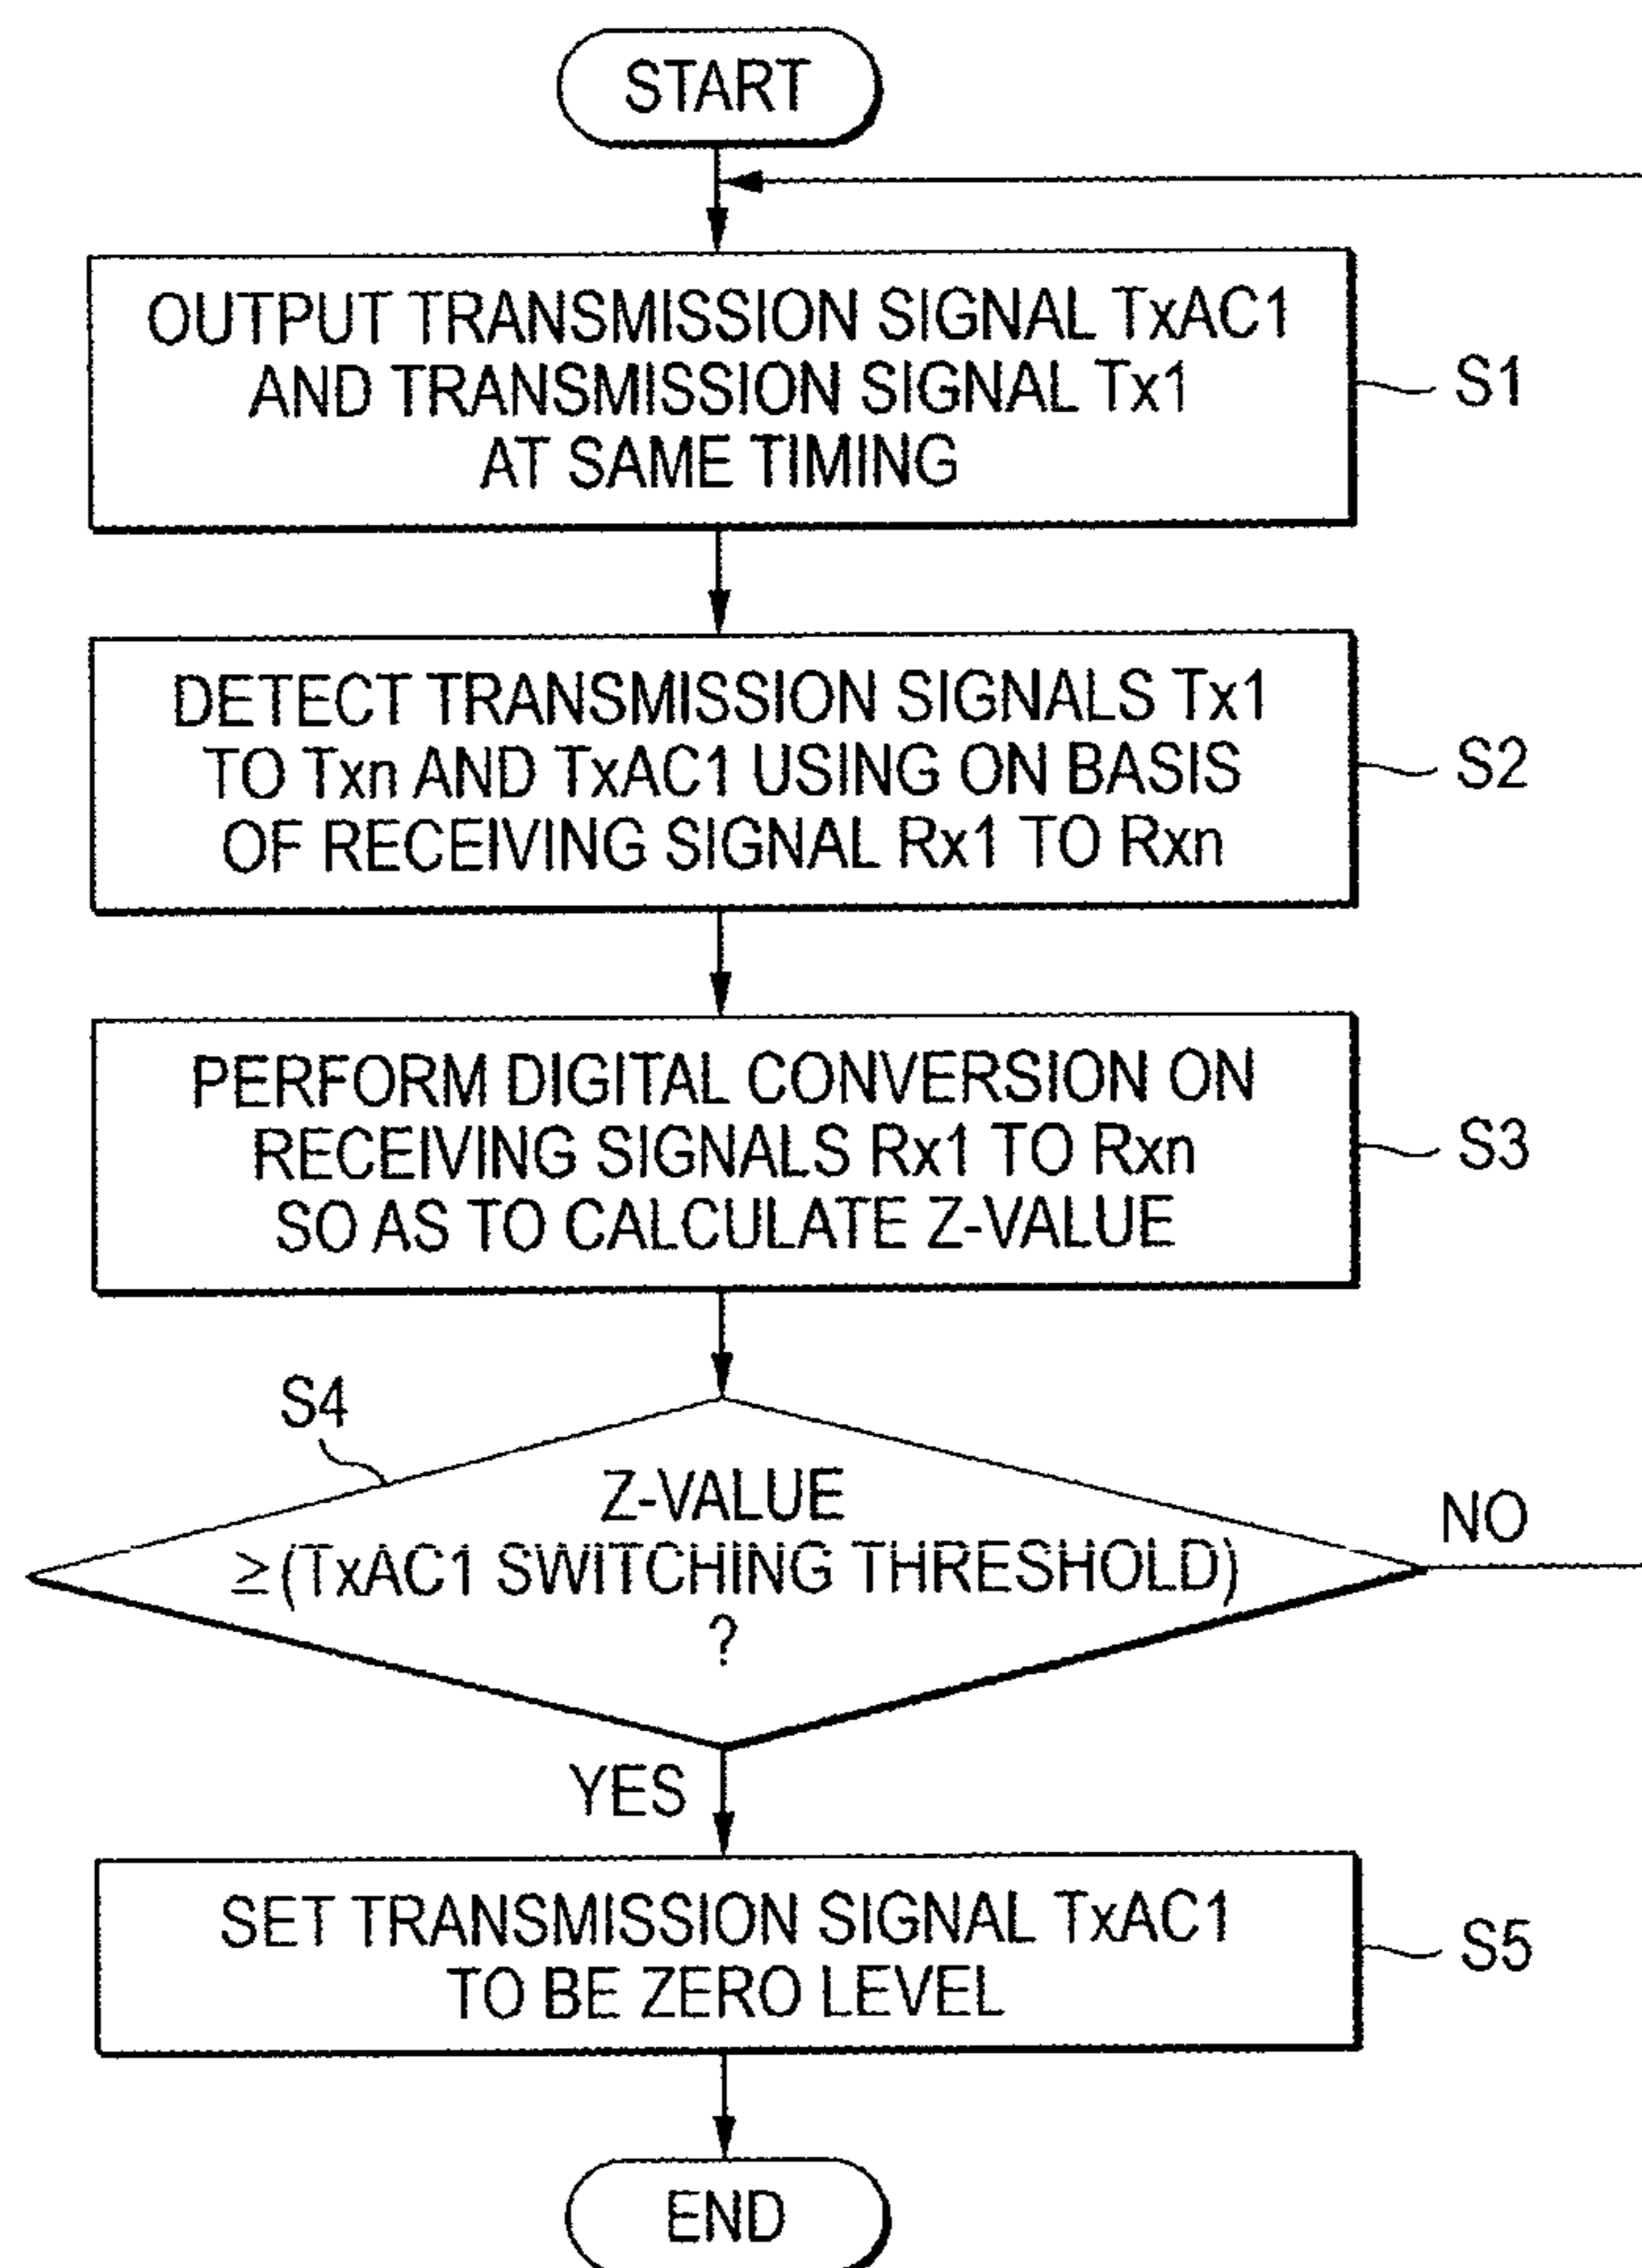 START
OUTPUT TRANSMISSION SIGNAL TxAC1
AND TRANSMISSION SIGNAL Tx1
AT SAME TIMING
S1
DETECT TRANSMISSION SIGNALS Tx1
TO Txn AND TxAC1 USING ON BASIS
OF RECEIVING SIGNAL Rx1 TO Rxn
S2
PERFORM DIGITAL CONVERSION ON
RECEIVING SIGNALS Rx1 TO Rxn
SO AS TO CALCULATE Z-VALUE
S3
S4
Z-VALUE
≥(TxAC1 SWITCHING THRESHOLD)
?
NO
YES
SET TRANSMISSION SIGNAL TxAC1
TO BE ZERO LEVEL
S5
END